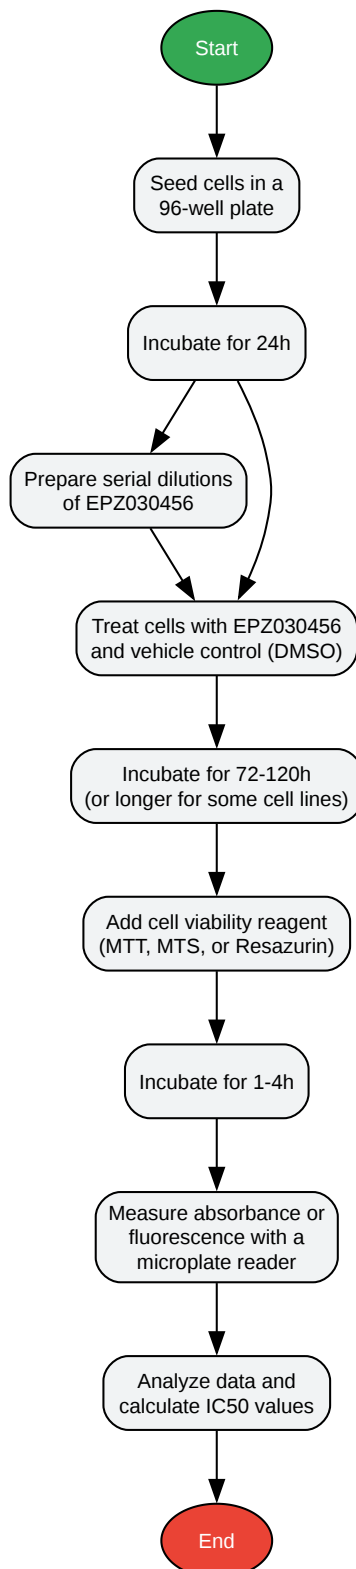 Start
Seed cells in a
96-well plate
Incubate for 24h
Prepare serial dilutions
of EPZ030456
Treat cells with EPZ030456
and vehicle control (DMSO)
Incubate for 72-120h
(or longer for some cell lines)
Add cell viability reagent
(MTT, MTS, or Resazurin)
Incubate for 1-4h
Measure absorbance or
fluorescence with a
microplate reader
Analyze data and
calculate IC50 values
End